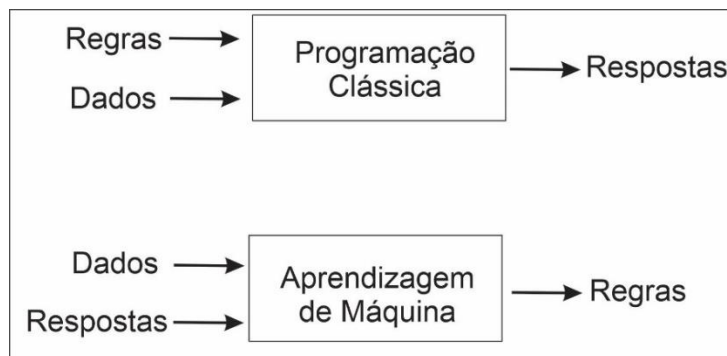 Regras
Dados
Programação
Clássica
Respostas
Dados
Respostas
Aprendizagem
de Máquina
Regras